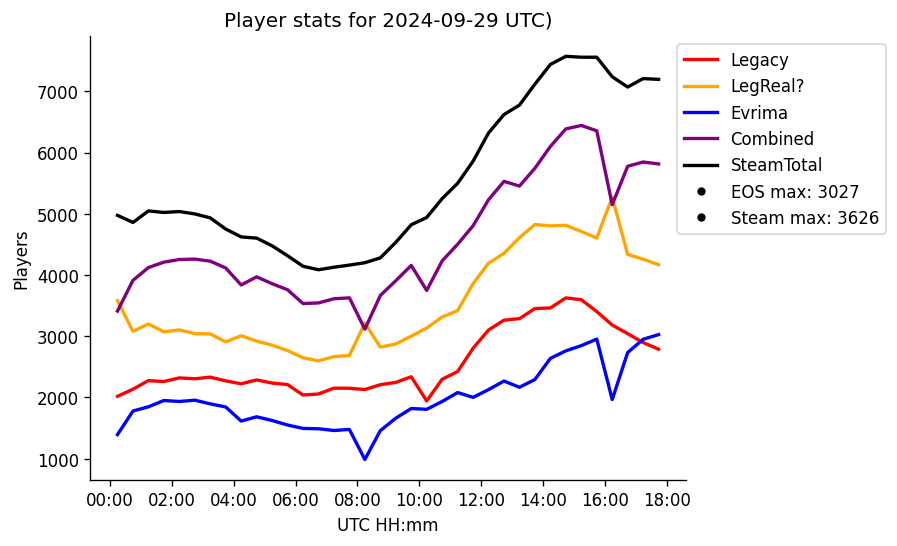 Player stats for 2024-09-29 UTC)
Legacy
LegReal?
Evrima
Combined
SteamTotal
EOS max: 3027
Steam max: 3626
Players
7000
6000
5000
4000
3000
2000
1000
00:00 02:00 04:00 06:00 08:00 10:00 12:00 14:00 16:00 18:00
UTC HH:mm